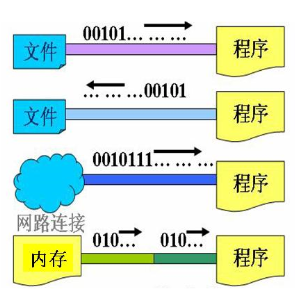 00101… … …
文件 程序
… … …00101
文件 程序
0010111… … …
程序
网路连接
010… 010…
内存 程序